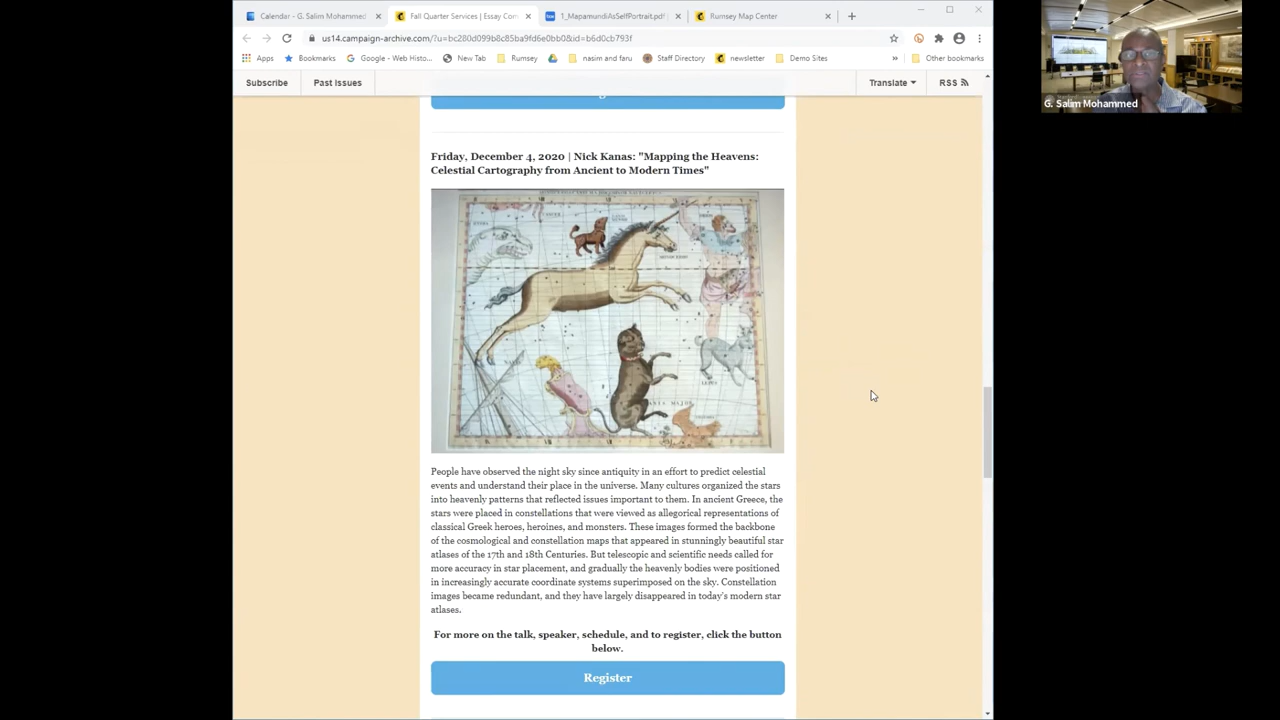 Calendar - G. Salim Mohammed
Fall Quarter Services | Essay Com
1_MapamundiAsSelfPortrait.pdf |
Rumsey Map Center
us14.campaign-archive.com/?u=bc280d099b8c85ba9fd6e0bb0&id=b6d0cb793f
Apps
Bookmarks
Google - Web Histo...
New Tab
Rumsey
nasim and faru
Staff Directory
newsletter
Demo Sites
»
Other bookmarks
Subscribe
Past Issues
Translate
RSS
G. Salim Mohammed
Friday, December 4, 2020 | Nick Kanas: "Mapping the Heavens:
Celestial Cartography from Ancient to Modern Times"
LEPUS
People have observed the night sky since antiquity in an effort to predict celestial
events and understand their place in the universe. Many cultures organized the stars
into heavenly patterns that reflected issues important to them. In ancient Greece, the
stars were placed in constellations that were viewed as allegorical representations of
classical Greek heroes, heroines, and monsters. These images formed the backbone
of the cosmological and constellation maps that appeared in stunningly beautiful star
atlases of the 17th and 18th Centuries. But telescopic and scientific needs called for
more accuracy in star placement, and gradually the heavenly bodies were positioned
in increasingly accurate coordinate systems superimposed on the sky. Constellation
images became redundant, and they have largely disappeared in today's modern star
atlases.
For more on the talk, speaker, schedule, and to register, click the button
below.
Register